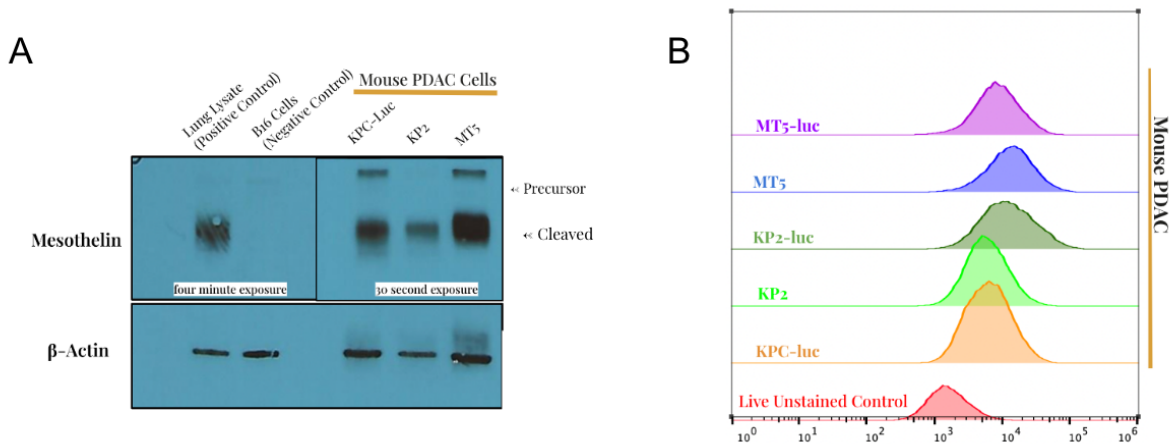 A
Lung Lysate
(Positive Control)
B16 Cells
(Negative Control)
Mouse PDAC Cells
KPC-Luc
KP2
MT5
Mesothelin
Precursor
Cleaved
four minute exposure
30 second exposure
β-Actin
B
MT5-luc
MT5
KP2-luc
KP2
KPC-luc
Live Unstained Control
Mouse PDAC
10⁰ 10¹ 10² 10³ 10⁴ 10⁵ 10⁶